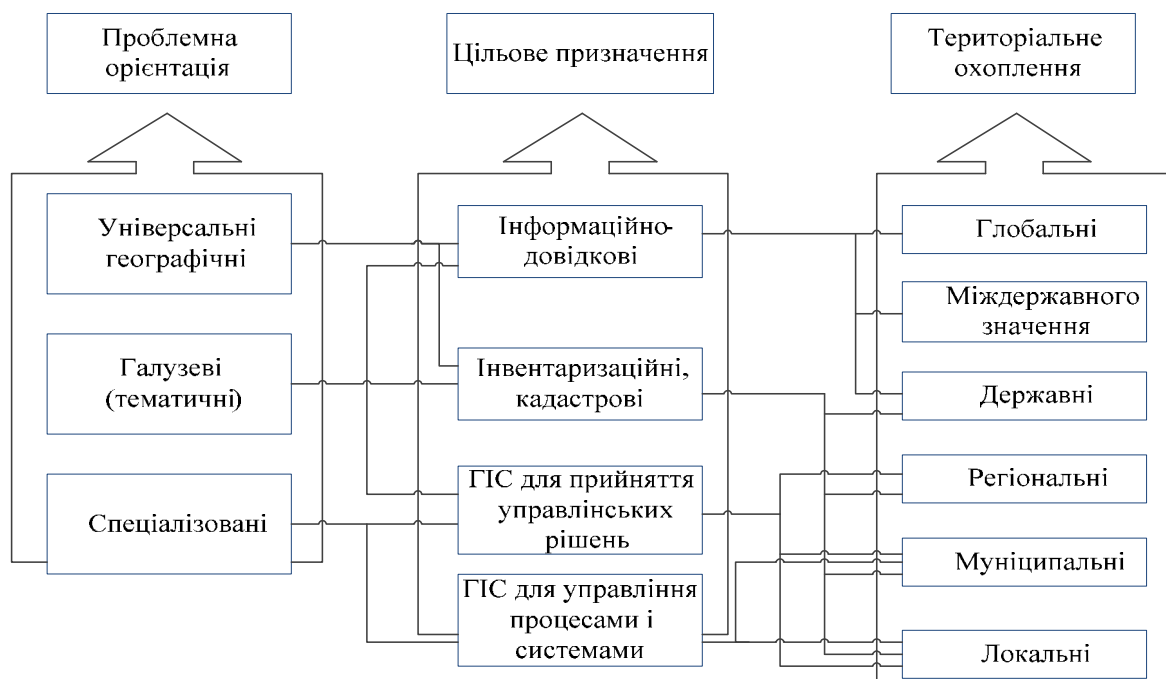 Проблемна
орієнтація
Цільове призначення
Територіальне
охоплення
Універсальні
географічні
Галузеві
(тематичні)
Спеціалізовані
Інформаційно-
довідкові
Інвентаризаційні,
кадастрові
ГІС для прийняття
управлінських
рішень
ГІС для управління
процесами і
системами
Глобальні
Міждержавного
значення
Державні
Регіональні
Муніципальні
Локальні